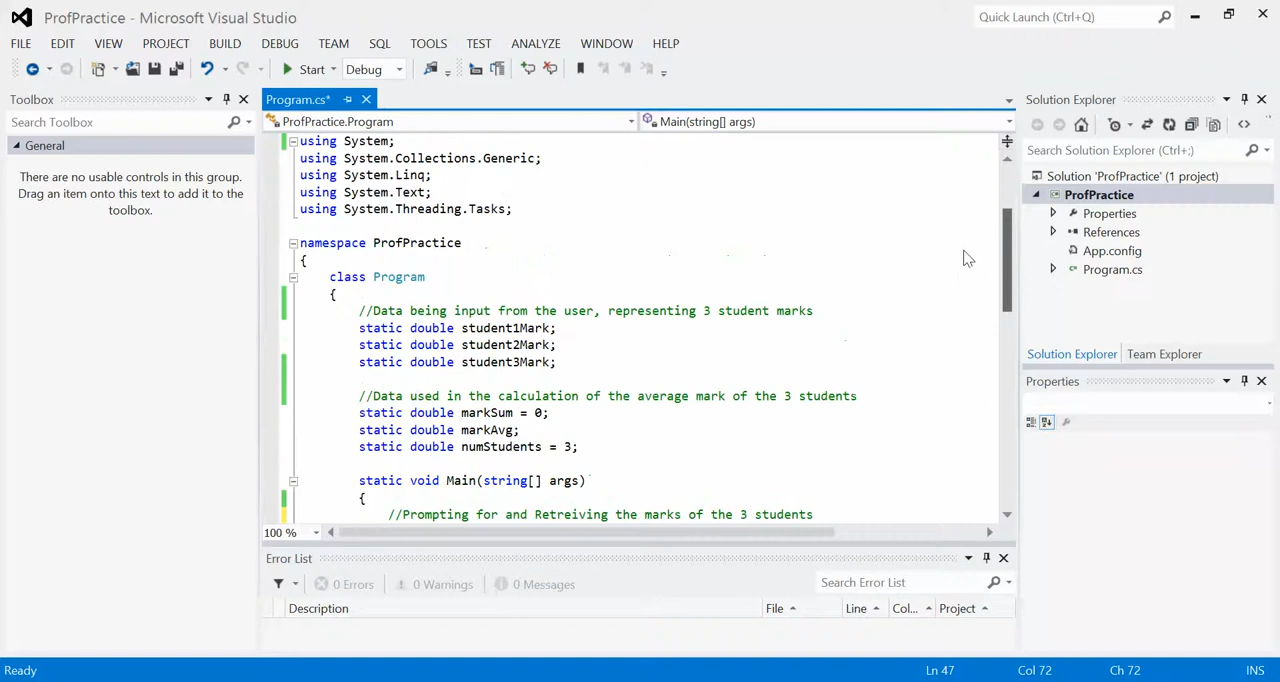 ProfPractice - Microsoft Visual Studio
Quick Launch (Ctrl+Q)
FILE EDIT VIEW PROJECT BUILD DEBUG TEAM SQL TOOLS TEST ANALYZE WINDOW HELP
Start Debug
Toolbox
Search Toolbox
General
There are no usable controls in this group.
Drag an item onto this text to add it to the
toolbox.
Program.cs*
ProfPractice.Program
Main(string[] args)
using System;
using System.Collections.Generic;
using System.Linq;
using System.Text;
using System.Threading.Tasks;
namespace ProfPractice
{
class Program
{
//Data being input from the user, representing 3 student marks
static double student1Mark;
static double student2Mark;
static double student3Mark;
//Data used in the calculation of the average mark of the 3 students
static double markSum = 0;
static double markAvg;
static double numStudents = 3;
static void Main(string[] args)
{
//Prompting for and Retreiving the marks of the 3 students
100 %
Error List
0 Errors 0 Warnings 0 Messages
Search Error List
Description File Line Col... Project
Solution Explorer
Search Solution Explorer (Ctrl+;)
Solution 'ProfPractice' (1 project)
ProfPractice
Properties
References
App.config
Program.cs
Solution Explorer Team Explorer
Properties
Ready Ln 47 Col 72 Ch 72 INS